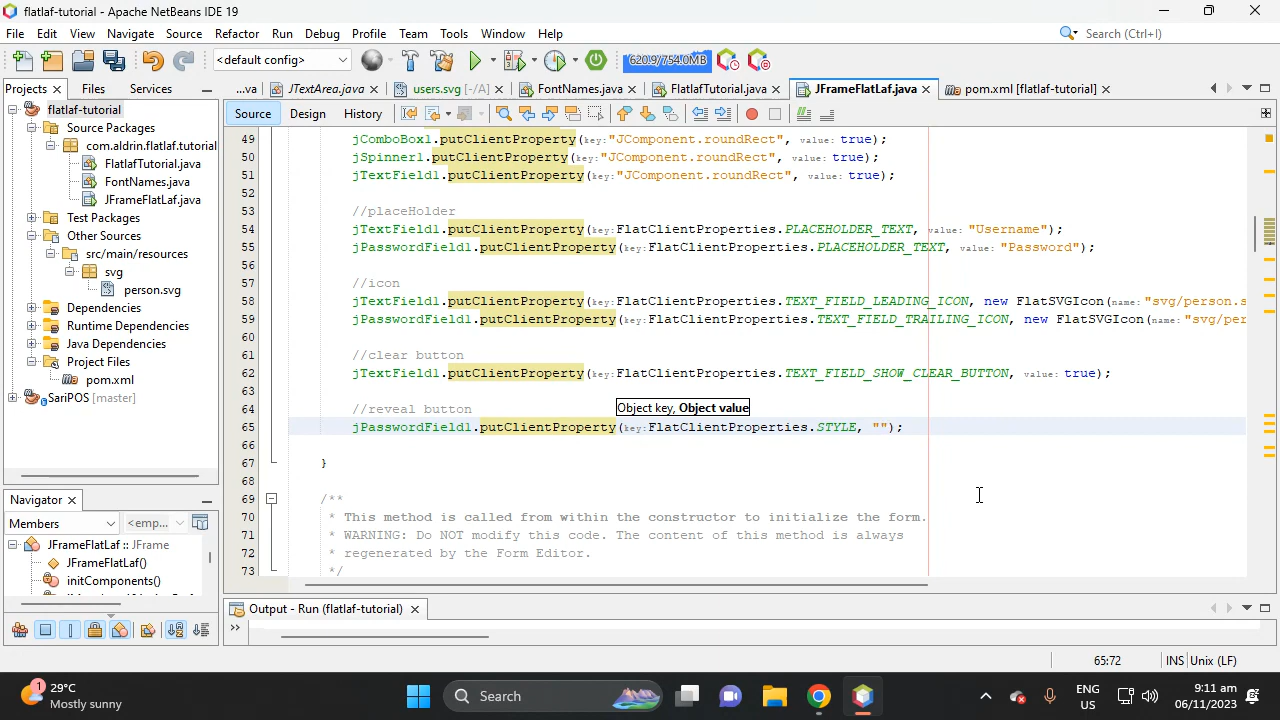 flatlaf-tutorial - Apache NetBeans IDE 19
File Edit View Navigate Source Refactor Run Debug Profile Team Tools Window Help
Search (Ctrl+I)
<default config>
620.9/754.0MB
Projects
Files
Services
...va
JTextArea.java
users.svg [-/A]
FontNames.java
FlatlafTutorial.java
JFrameFlatLaf.java
pom.xml [flatlaf-tutorial]
Source
Design
History
flatlaf-tutorial
Source Packages
com.aldrin.flatlaf.tutorial
FlatlafTutorial.java
FontNames.java
JFrameFlatLaf.java
Test Packages
Other Sources
src/main/resources
svg
person.svg
Dependencies
Runtime Dependencies
Java Dependencies
Project Files
pom.xml
SariPOS [master]
Navigator
Members
<emp...
JFrameFlatLaf :: JFrame
JFrameFlatLaf()
initComponents()
49 jComboBox1.putClientProperty(key:"JComponent.roundRect", value: true);
50 jSpinner1.putClientProperty(key:"JComponent.roundRect", value: true);
51 jTextField1.putClientProperty(key:"JComponent.roundRect", value: true);
52
53 //placeHolder
54 jTextField1.putClientProperty(key:FlatClientProperties.PLACEHOLDER_TEXT, value: "Username");
55 jPasswordField1.putClientProperty(key:FlatClientProperties.PLACEHOLDER_TEXT, value: "Password");
56
57 //icon
58 jTextField1.putClientProperty(key:FlatClientProperties.TEXT_FIELD_LEADING_ICON, new FlatSVGIcon(name:"svg/person.s
59 jPasswordField1.putClientProperty(key:FlatClientProperties.TEXT_FIELD_TRAILING_ICON, new FlatSVGIcon(name:"svg/per
60
61 //clear button
62 jTextField1.putClientProperty(key:FlatClientProperties.TEXT_FIELD_SHOW_CLEAR_BUTTON, value: true);
63
64 //reveal button
Object key, Object value
65 jPasswordField1.putClientProperty(key:FlatClientProperties.STYLE, "");
66
67 }
68
69 /**
70 * This method is called from within the constructor to initialize the form.
71 * WARNING: Do NOT modify this code. The content of this method is always
72 * regenerated by the Form Editor.
73 */
Output - Run (flatlaf-tutorial)
65:72
INS
Unix (LF)
1
29°C
Mostly sunny
Search
ENG
US
9:11 am
06/11/2023